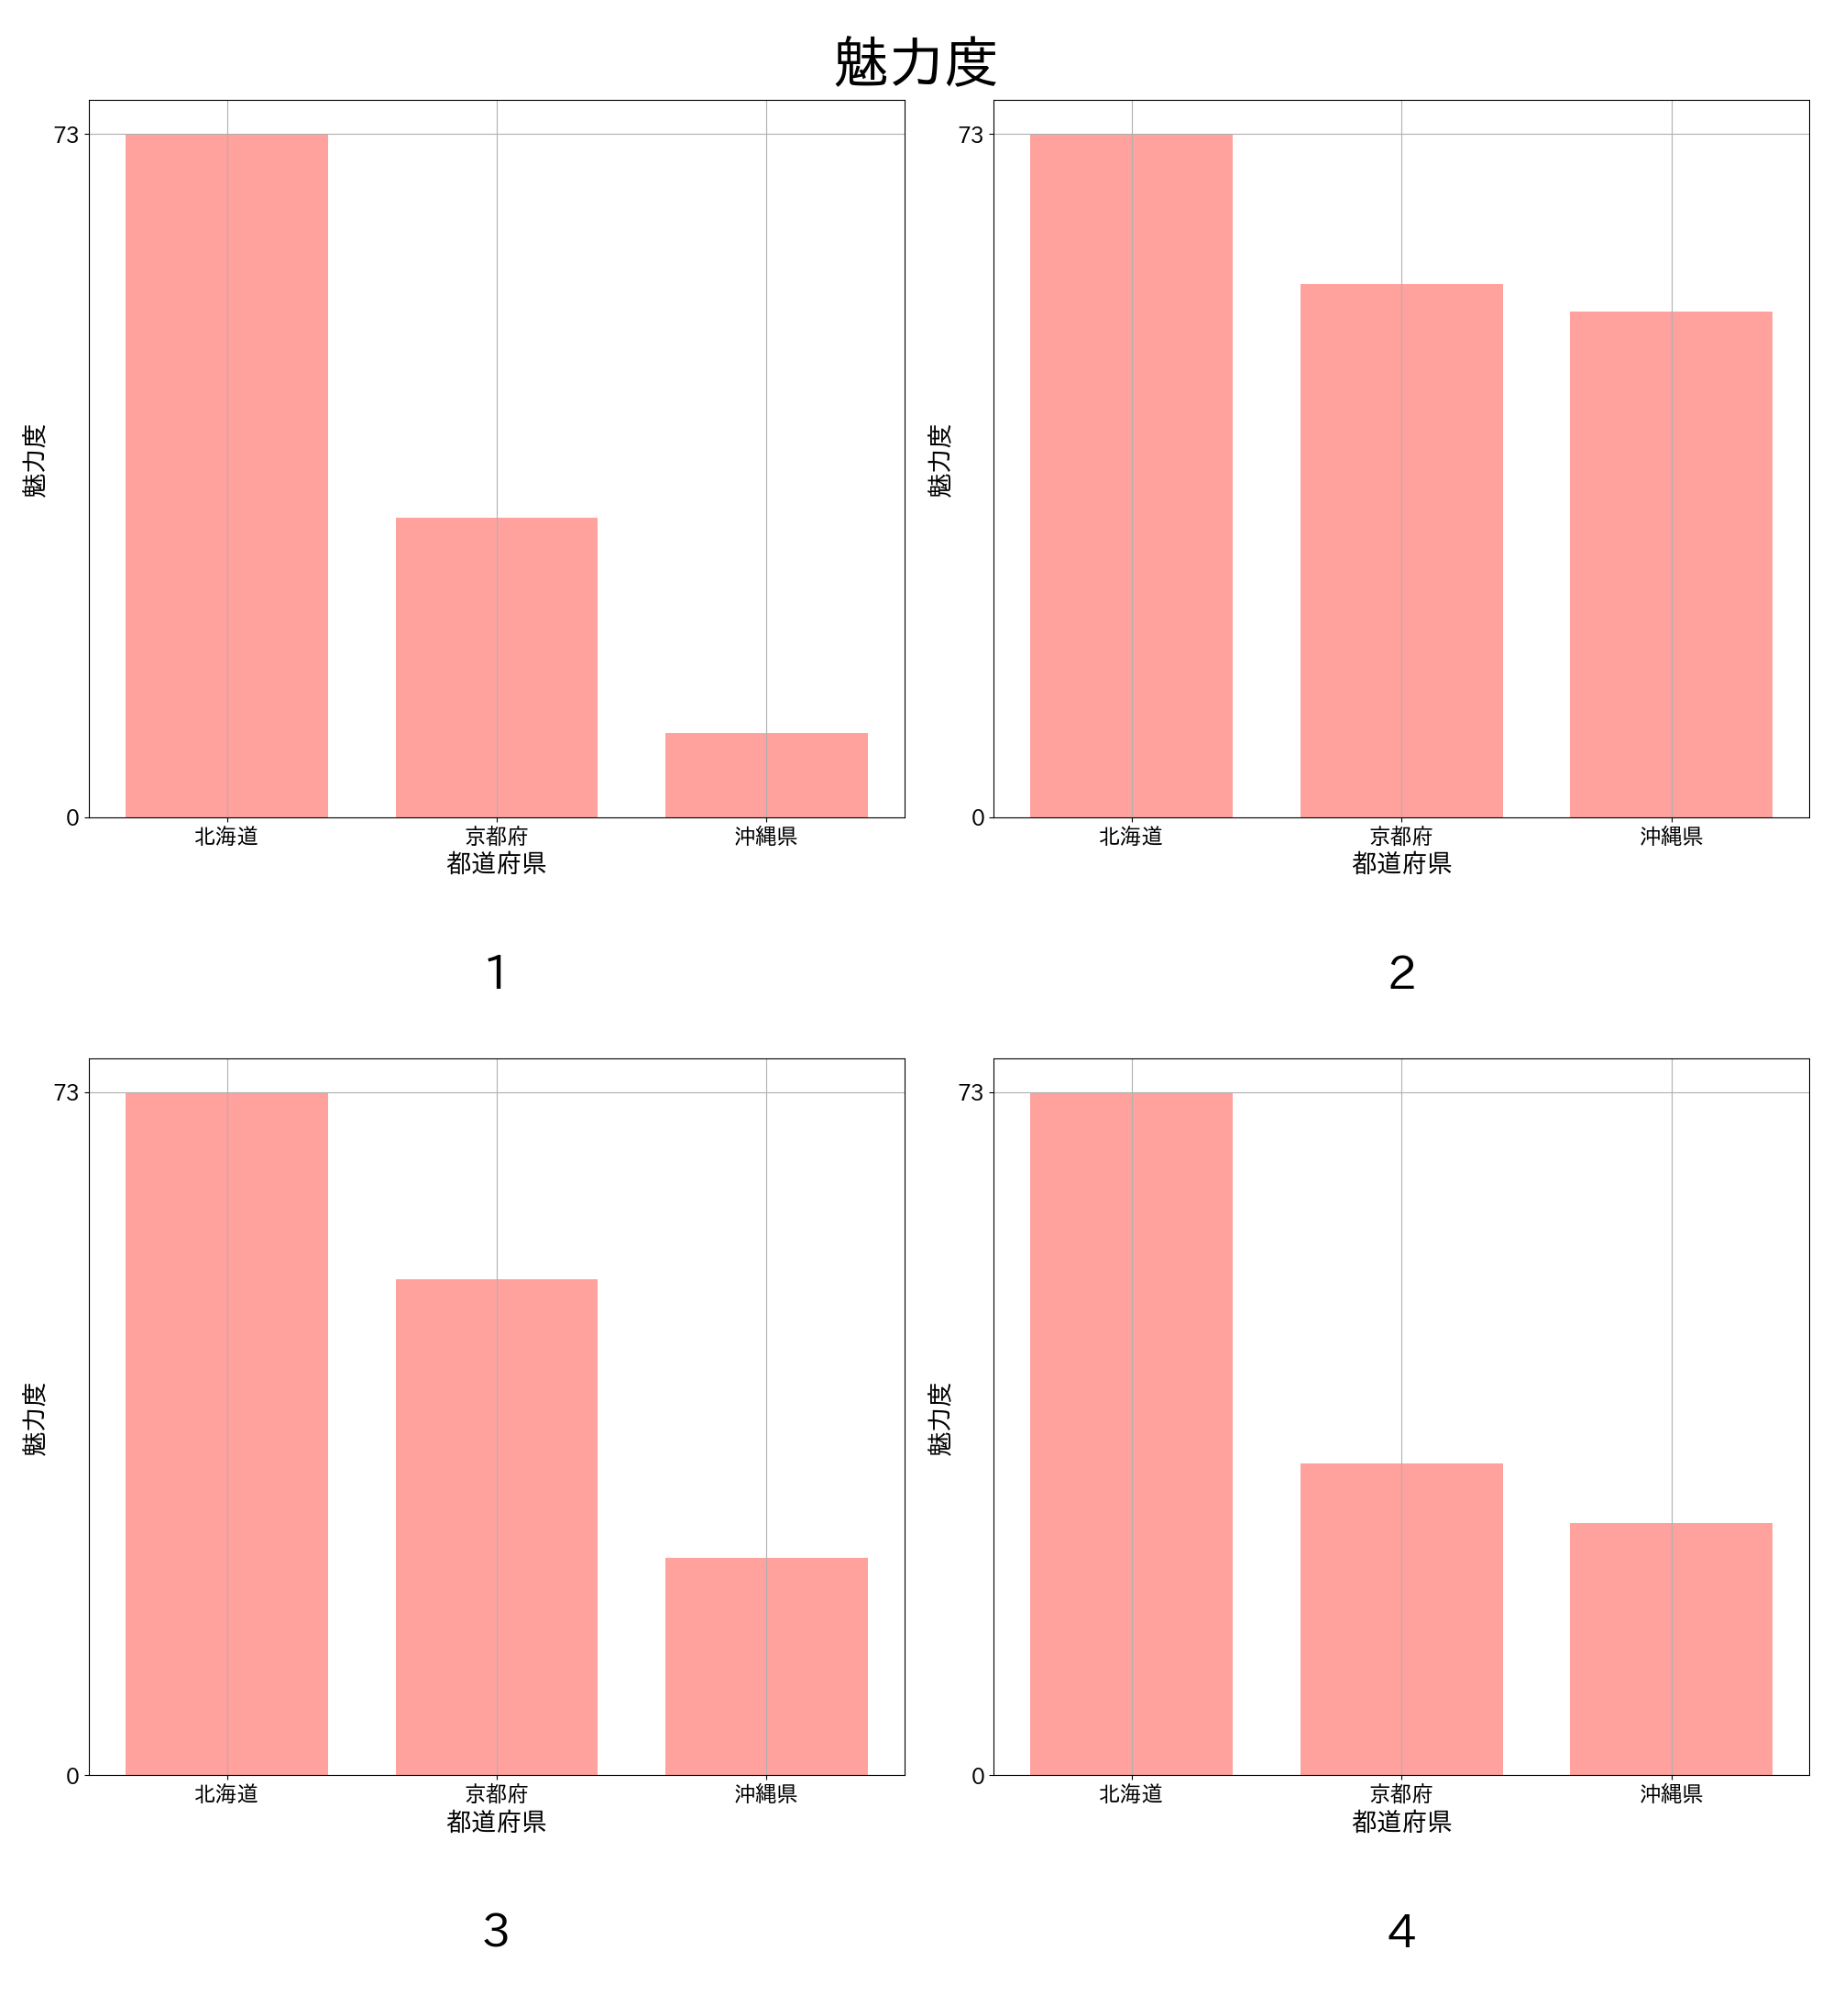 魅力度
73
魅力度
0
北海道 京都府 沖縄県
都道府県
1
73
魅力度
0
北海道 京都府 沖縄県
都道府県
2
73
魅力度
0
北海道 京都府 沖縄県
都道府県
3
73
魅力度
0
北海道 京都府 沖縄県
都道府県
4